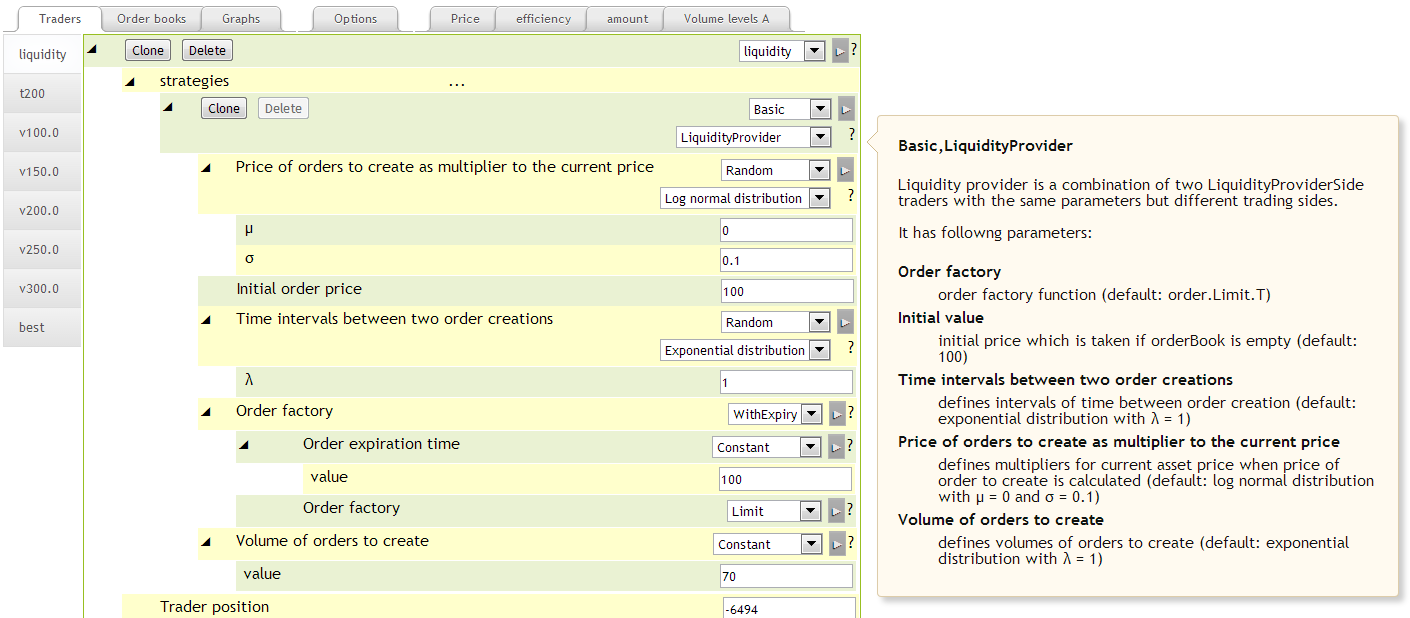 Traders Order books Graphs Options Price efficiency amount Volume levels A
liquidity
t200
v100.0
v150.0
v200.0
v250.0
v300.0
best
Clone Delete liquidity ?
strategies ...
Clone Delete Basic
LiquidityProvider ?
Price of orders to create as multiplier to the current price Random
Log normal distribution ?
μ 0
σ 0.1
Initial order price 100
Time intervals between two order creations Random
Exponential distribution ?
λ 1
Order factory WithExpiry ?
Order expiration time Constant ?
value 100
Order factory Limit ?
Volume of orders to create Constant ?
value 70
Trader position -6494
Basic,LiquidityProvider
Liquidity provider is a combination of two LiquidityProviderSide
traders with the same parameters but different trading sides.
It has followng parameters:
Order factory
order factory function (default: order.Limit.T)
Initial value
initial price which is taken if orderBook is empty (default:
100)
Time intervals between two order creations
defines intervals of time between order creation (default:
exponential distribution with λ = 1)
Price of orders to create as multiplier to the current price
defines multipliers for current asset price when price of
order to create is calculated (default: log normal distribution
with μ = 0 and σ = 0.1)
Volume of orders to create
defines volumes of orders to create (default: exponential
distribution with λ = 1)